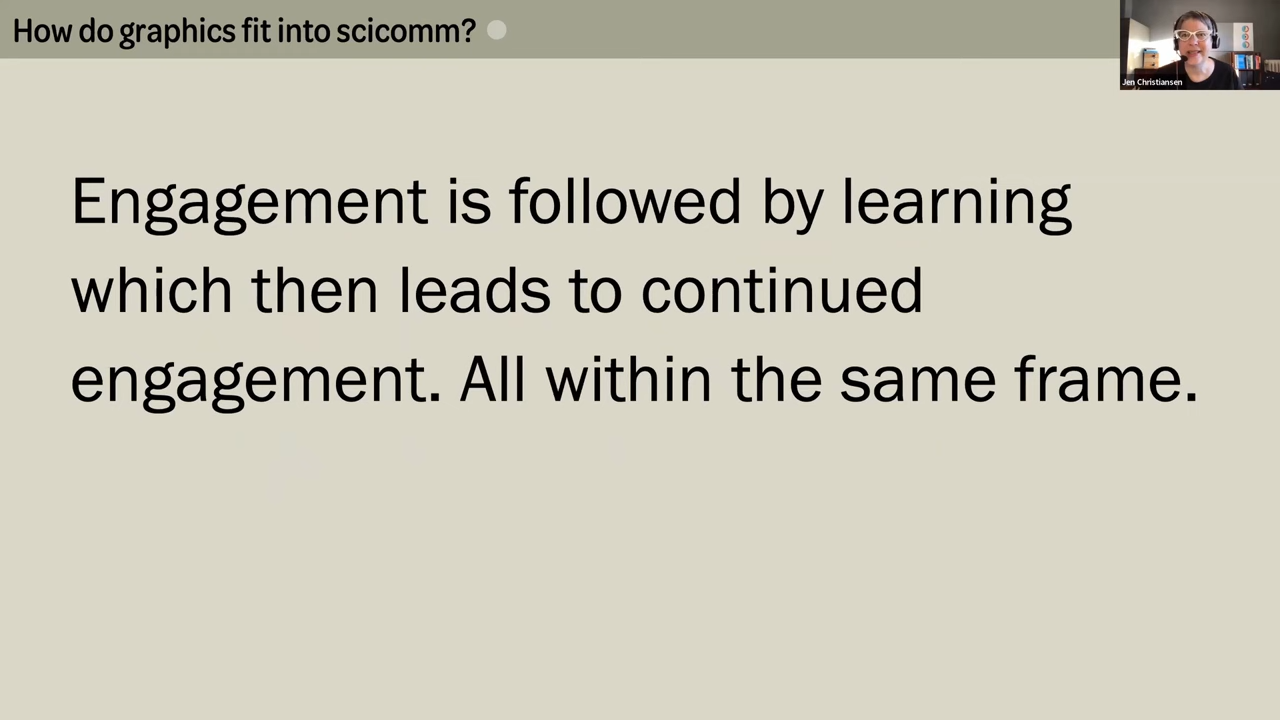 How do graphics fit into scicomm?
Jen Christiansen
Engagement is followed by learning
which then leads to continued
engagement. All within the same frame.